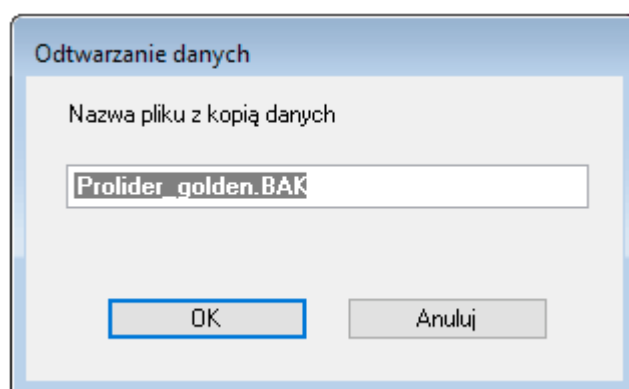 Odtwarzanie danych
Nazwa pliku z kopią danych
Prolider_golden.BAK
OK
Anuluj